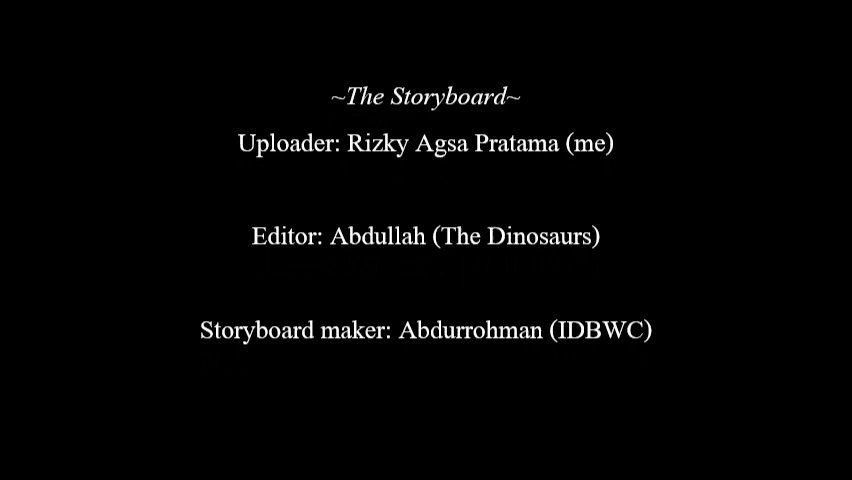 ~The Storyboard~
Uploader: Rizky Agsa Pratama (me)
Editor: Abdullah (The Dinosaurs)
Storyboard maker: Abdurrohman (IDBWC)